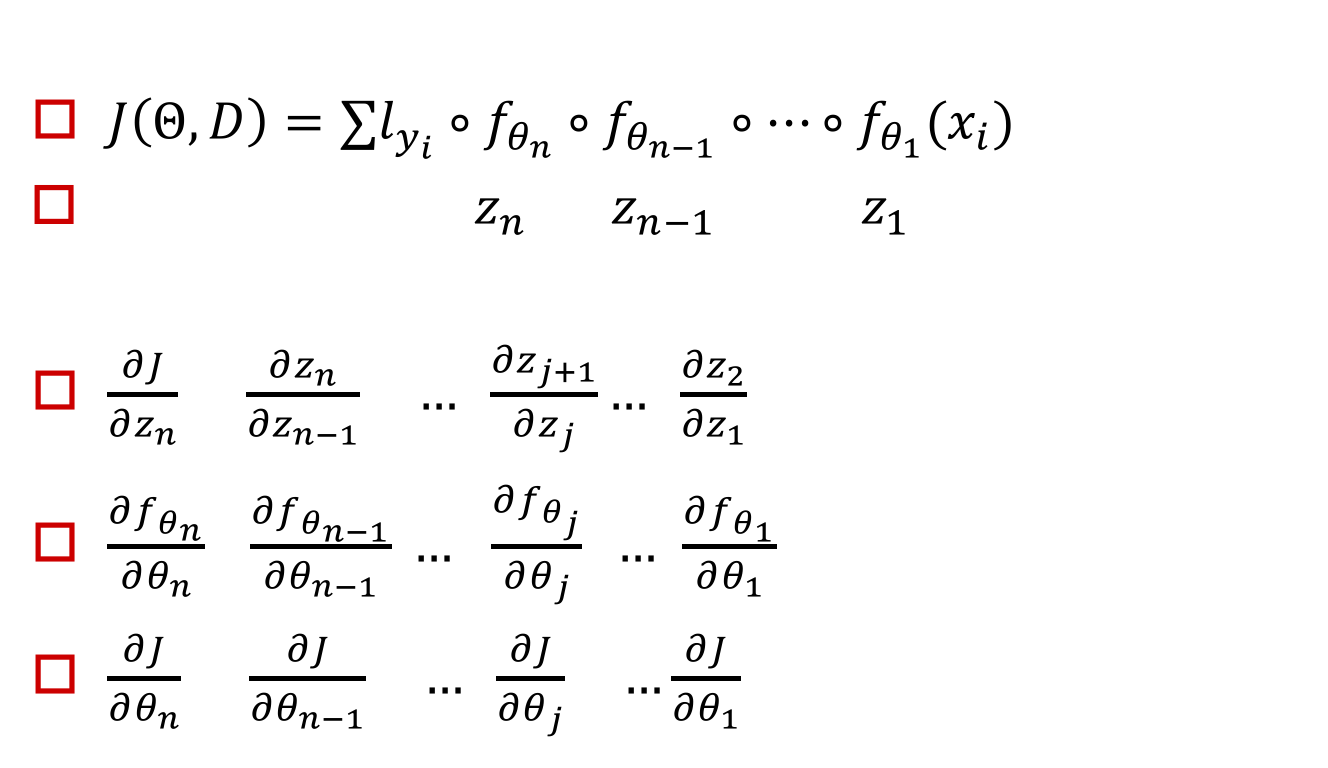 J(Θ, D) = ∑l_{y_i} ∘ f_{θ_n} ∘ f_{θ_{n−1}} ∘ ⋯ ∘ f_{θ_1}(x_i)
z_n z_{n−1} z_1
∂J/∂z_n ∂z_n/∂z_{n−1} … ∂z_{j+1}/∂z_j … ∂z_2/∂z_1
∂f_{θ_n}/∂θ_n ∂f_{θ_{n−1}}/∂θ_{n−1} … ∂f_{θ_j}/∂θ_j … ∂f_{θ_1}/∂θ_1
∂J/∂θ_n ∂J/∂θ_{n−1} … ∂J/∂θ_j … ∂J/∂θ_1